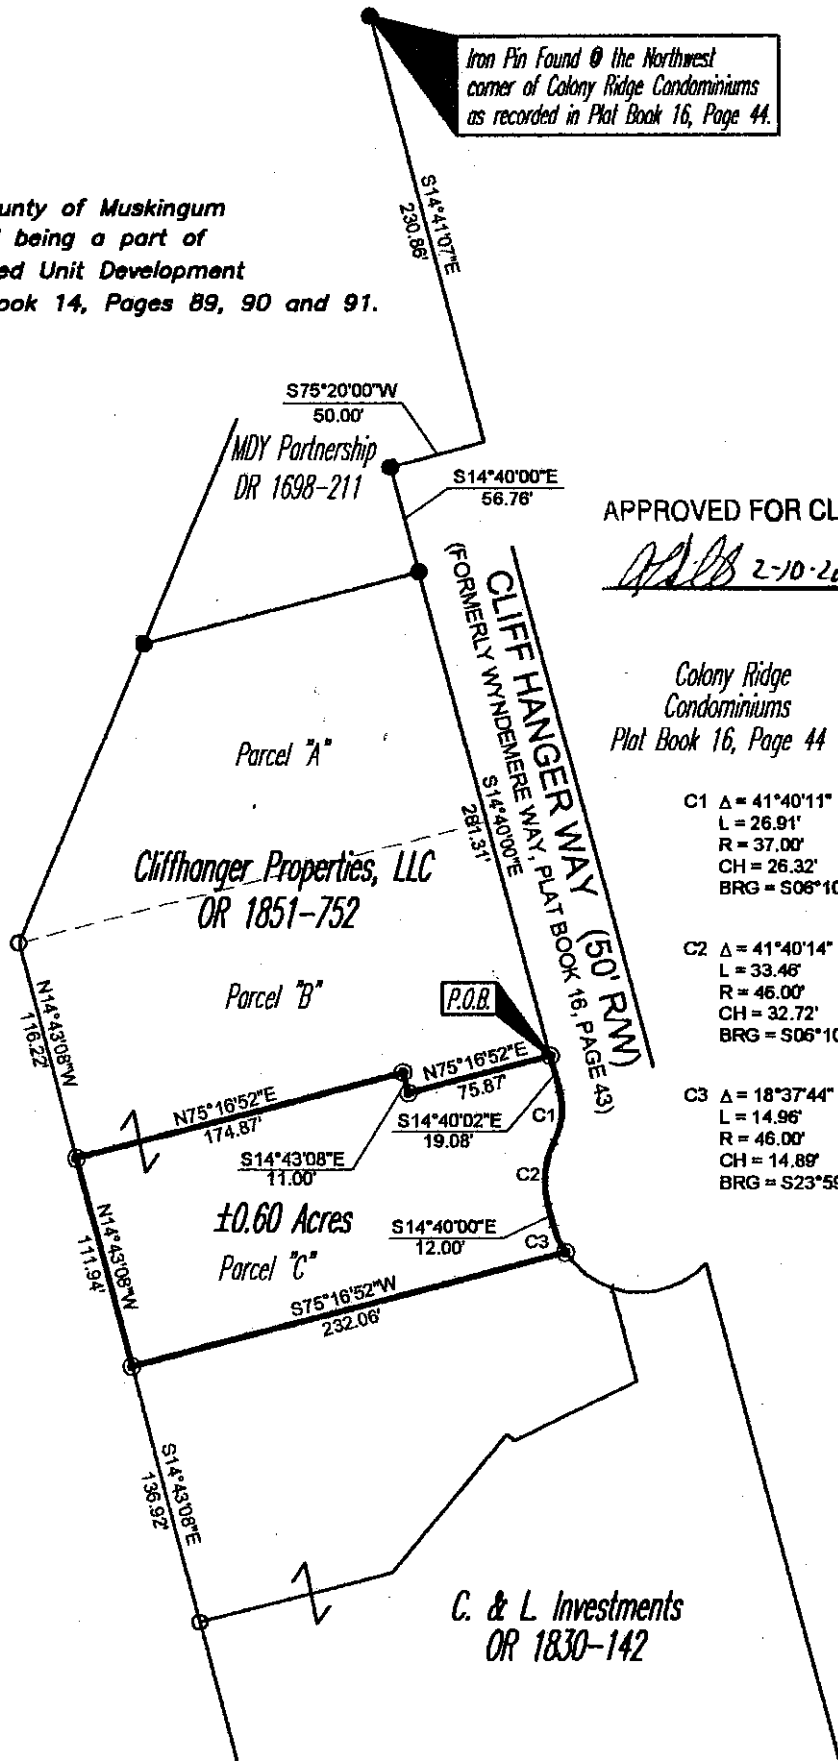 Iron Pin Found @ the Northwest
corner of Colony Ridge Condominiums
as recorded in Plat Book 16, Page 44.
unty of Muskingum
being a part of
ed Unit Development
ook 14, Pages 89, 90 and 91.
S14°41'07"E
230.86'
S75°20'00"W
50.00'
MDY Partnership
DR 1698-211
S14°40'00"E
56.76'
APPROVED FOR CL
2-10-20
CLIFF HANGER WAY (50' R/W)
(FORMERLY WYNDEMERE WAY, PLAT BOOK 16, PAGE 43)
Colony Ridge
Condominiums
Plat Book 16, Page 44
Parcel "A"
S14°40'00"E
281.31'
C1 Δ = 41°40'11"
L = 26.91'
R = 37.00'
CH = 26.32'
BRG = S06°10
Cliffhanger Properties, LLC
OR 1851-752
C2 Δ = 41°40'14"
L = 33.46'
R = 46.00'
CH = 32.72'
BRG = S06°10
N14°43'08"W
116.22'
Parcel "B"
P.O.B.
C3 Δ = 18°37'44"
L = 14.96'
R = 46.00'
CH = 14.89'
BRG = S23°59
N75°16'52"E
174.87'
N75°16'52"E
75.87'
S14°40'02"E
19.08'
C1
S14°43'08"E
11.00'
C2
±0.60 Acres
Parcel "C"
S14°40'00"E
12.00'
C3
N14°43'08"W
111.94'
S75°16'52"W
232.06'
S14°43'08"E
136.92'
C. & L. Investments
OR 1830-142